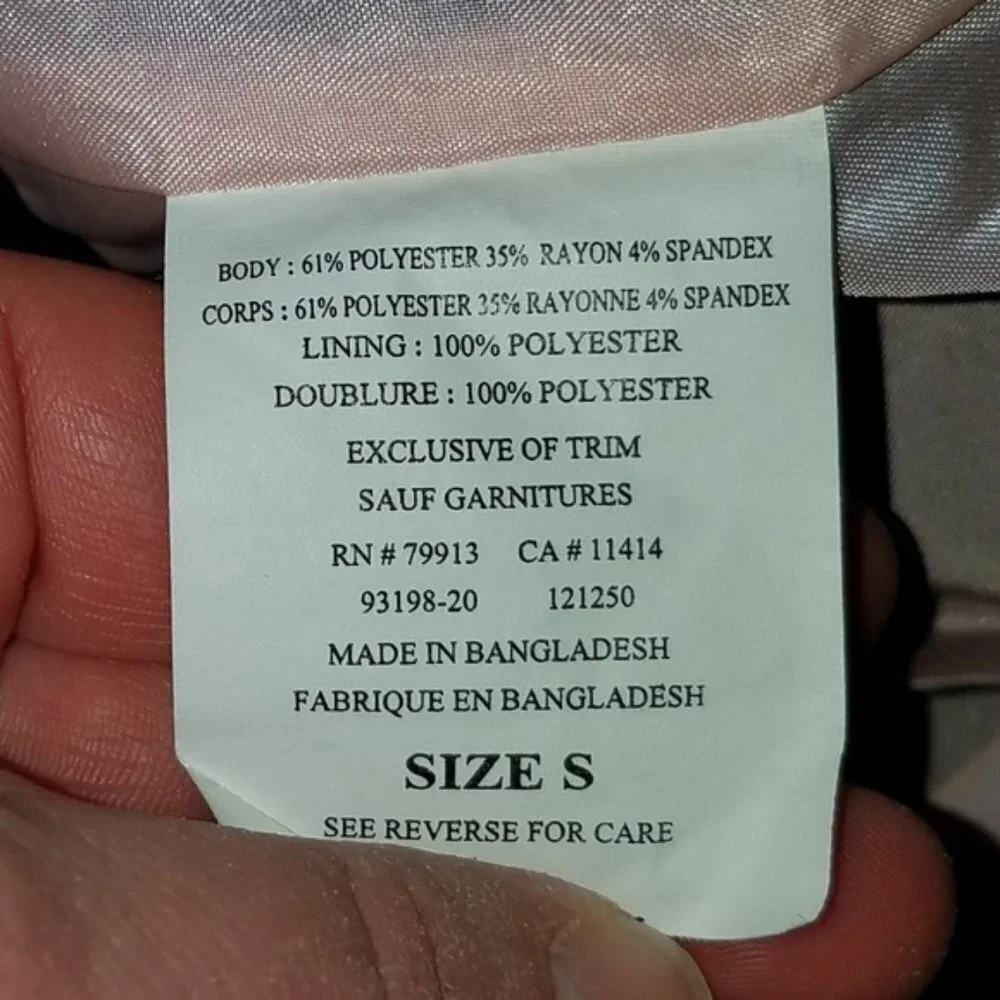 BODY : 61% POLYESTER 35% RAYON 4% SPANDEX
CORPS : 61% POLYESTER 35% RAYONNE 4% SPANDEX
LINING : 100% POLYESTER
DOUBLURE : 100% POLYESTER
EXCLUSIVE OF TRIM
SAUF GARNITURES
RN # 79913 CA # 11414
93198-20 121250
MADE IN BANGLADESH
FABRIQUE EN BANGLADESH
SIZE S
SEE REVERSE FOR CARE